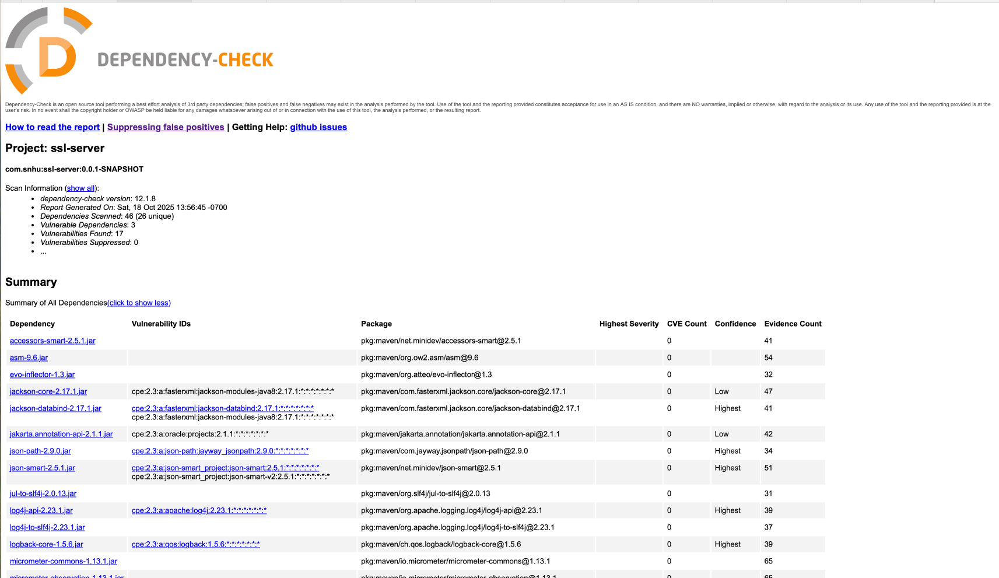 DEPENDENCY-CHECK
Dependency-Check is an open source tool performing a best effort analysis of 3rd party dependencies; false positives and false negatives may exist in the analysis performed by the tool. Use of the tool and the reporting provided constitutes acceptance for use in an AS IS condition, and there are NO warranties, implied or otherwise, with regard to the analysis or its use. Any use of the tool and the reporting provided is at the
user's risk. In no event shall the copyright holder or OWASP be held liable for any damages whatsoever arising out of or in connection with the use of this tool, the analysis performed, or the resulting report.
How to read the report | Suppressing false positives | Getting Help: github issues
Project: ssl-server
com.snhu:ssl-server:0.0.1-SNAPSHOT
Scan Information (show all):
• dependency-check version: 12.1.8
• Report Generated On: Sat, 18 Oct 2025 13:56:45 -0700
• Dependencies Scanned: 46 (26 unique)
• Vulnerable Dependencies: 3
• Vulnerabilities Found: 17
• Vulnerabilities Suppressed: 0
• ...
Summary
Summary of All Dependencies(click to show less)
Dependency Vulnerability IDs Package Highest Severity CVE Count Confidence Evidence Count
accessors-smart-2.5.1.jar pkg:maven/net.minidev/accessors-smart@2.5.1 0 41
asm-9.6.jar pkg:maven/org.ow2.asm/asm@9.6 0 54
evo-inflector-1.3.jar pkg:maven/org.atteo/evo-inflector@1.3 0 32
jackson-core-2.17.1.jar cpe:2.3:a:fasterxml:jackson-modules-java8:2.17.1:*:*:*:*:*:*:* pkg:maven/com.fasterxml.jackson.core/jackson-core@2.17.1 0 Low 47
jackson-databind-2.17.1.jar cpe:2.3:a:fasterxml:jackson-databind:2.17.1:*:*:*:*:*:*:* pkg:maven/com.fasterxml.jackson.core/jackson-databind@2.17.1 0 Highest 41
cpe:2.3:a:fasterxml:jackson-modules-java8:2.17.1:*:*:*:*:*:*:*
jakarta.annotation-api-2.1.1.jar cpe:2.3:a:oracle:projects:2.1.1:*:*:*:*:*:*:* pkg:maven/jakarta.annotation/jakarta.annotation-api@2.1.1 0 Low 42
json-path-2.9.0.jar cpe:2.3:a:json-path:jayway_jsonpath:2.9.0:*:*:*:*:*:*:* pkg:maven/com.jayway.jsonpath/json-path@2.9.0 0 Highest 34
json-smart-2.5.1.jar cpe:2.3:a:json-smart_project:json-smart:2.5.1:*:*:*:*:*:*:* pkg:maven/net.minidev/json-smart@2.5.1 0 Highest 51
cpe:2.3:a:json-smart_project:json-smart-v2:2.5.1:*:*:*:*:*:*:*
jul-to-slf4j-2.0.13.jar pkg:maven/org.slf4j/jul-to-slf4j@2.0.13 0 31
log4j-api-2.23.1.jar cpe:2.3:a:apache:log4j:2.23.1:*:*:*:*:*:*:* pkg:maven/org.apache.logging.log4j/log4j-api@2.23.1 0 Highest 39
log4j-to-slf4j-2.23.1.jar pkg:maven/org.apache.logging.log4j/log4j-to-slf4j@2.23.1 0 37
logback-core-1.5.6.jar cpe:2.3:a:qos:logback:1.5.6:*:*:*:*:*:*:* pkg:maven/ch.qos.logback/logback-core@1.5.6 0 Highest 39
micrometer-commons-1.13.1.jar pkg:maven/io.micrometer/micrometer-commons@1.13.1 0 65
micrometer-observation-1.13.1.jar pkg:maven/io.micrometer/micrometer-observation@1.13.1 0 65